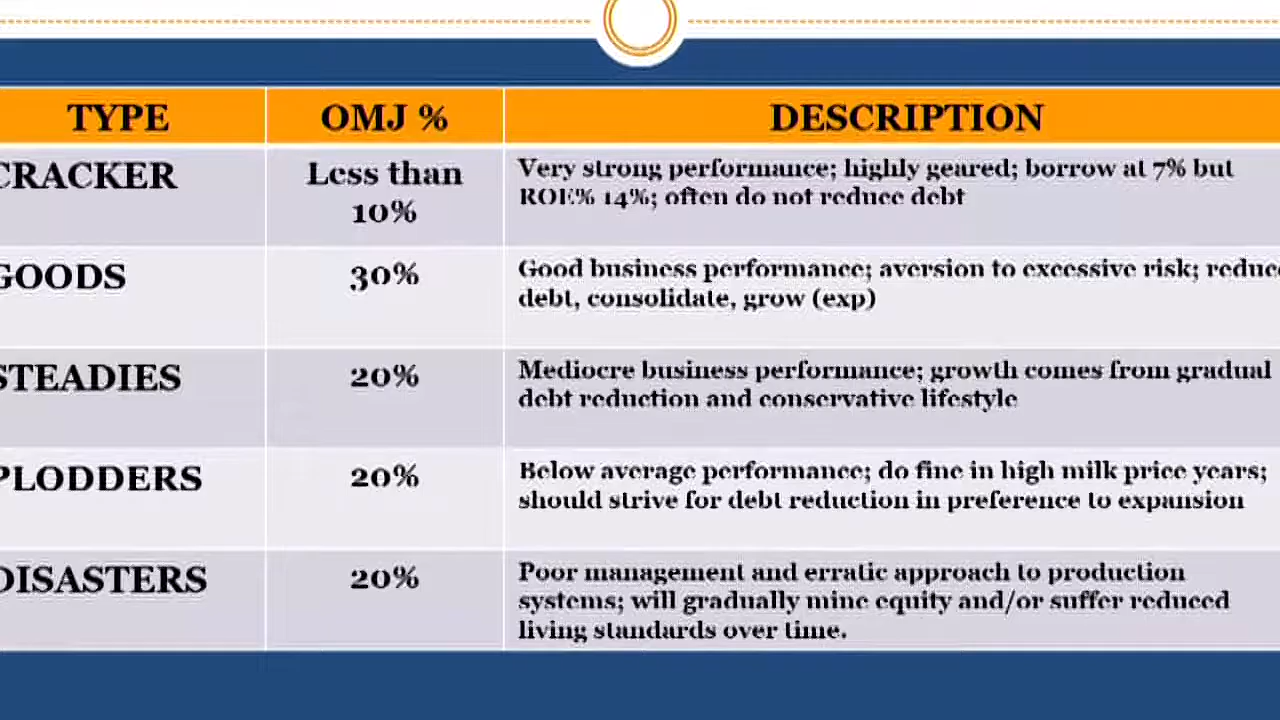 TYPE OMJ % DESCRIPTION
CRACKER Less than Very strong performance; highly geared; borrow at 7% but
10% ROE% 14%; often do not reduce debt
GOODS 30% Good business performance; aversion to excessive risk; reduce
debt, consolidate, grow (exp)
STEADIES 20% Mediocre business performance; growth comes from gradual
debt reduction and conservative lifestyle
PLODDERS 20% Below average performance; do fine in high milk price years;
should strive for debt reduction in preference to expansion
DISASTERS 20% Poor management and erratic approach to production
systems; will gradually mine equity and/or suffer reduced
living standards over time.